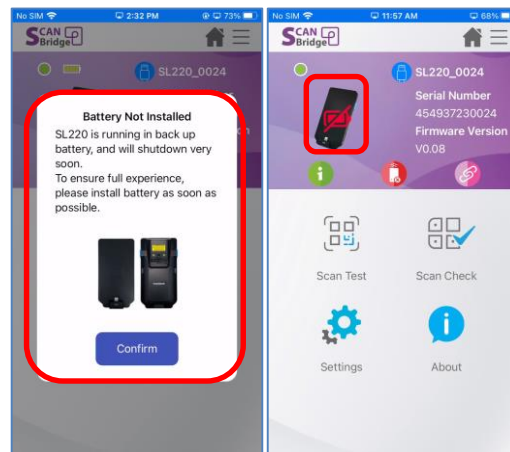 No SIM 2:32 PM 73%
SCAN
Bridge
SL220_0024
Battery Not Installed
SL220 is running in back up
battery, and will shutdown very
soon.
To ensure full experience,
please install battery as soon as
possible.
Confirm
No SIM 11:57 AM 68%
SCAN
Bridge
SL220_0024
Serial Number
454937230024
Firmware Version
V0.08
Scan Test
Scan Check
Settings
About